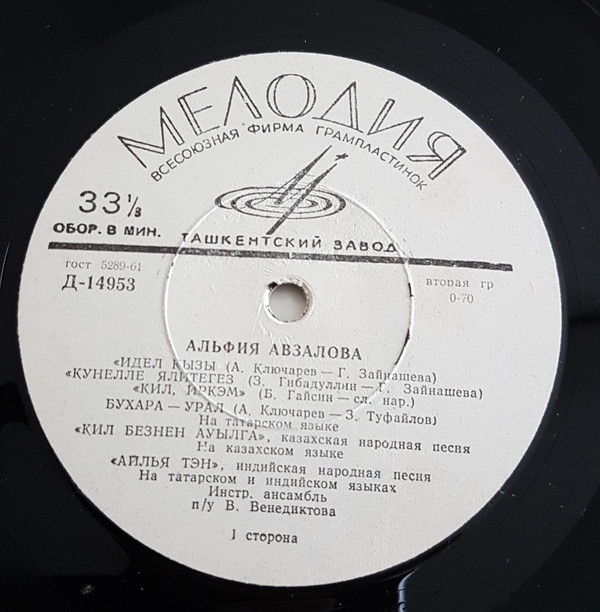 МЕЛОДИЯ
ВСЕСОЮЗНАЯ ФИРМА ГРАМПЛАСТИНОК
33⅓
ОБОР. В МИН. ТАШКЕНТСКИЙ ЗАВОД
гост 5289-61
Д-14953
вторая гр
0-70
АЛЬФИЯ АВЗАЛОВА
«ИДЕЛ КЫЗЫ (А. Ключарев — Г. Зайнашева)
«КУНЕЛЛЕ ЯЛИТЕГЕЗ (З. Гибадуллин — Г. Зайнашева)
«КИЛ, ИРКЭМ» (Б. Гайсин — сл. нар.)
БУХАРА — УРАЛ (А. Ключарев — З. Туфайлов)
На татарском языке
«КИЛ БЕЗНЕН АУЫЛГА», казахская народная песня
На казахском языке
«АЙЛЬЯ ТЭН», индийская народная песня
На татарском и индийском языках
Инстр. ансамбль
п/у В. Венедиктова
1 сторона